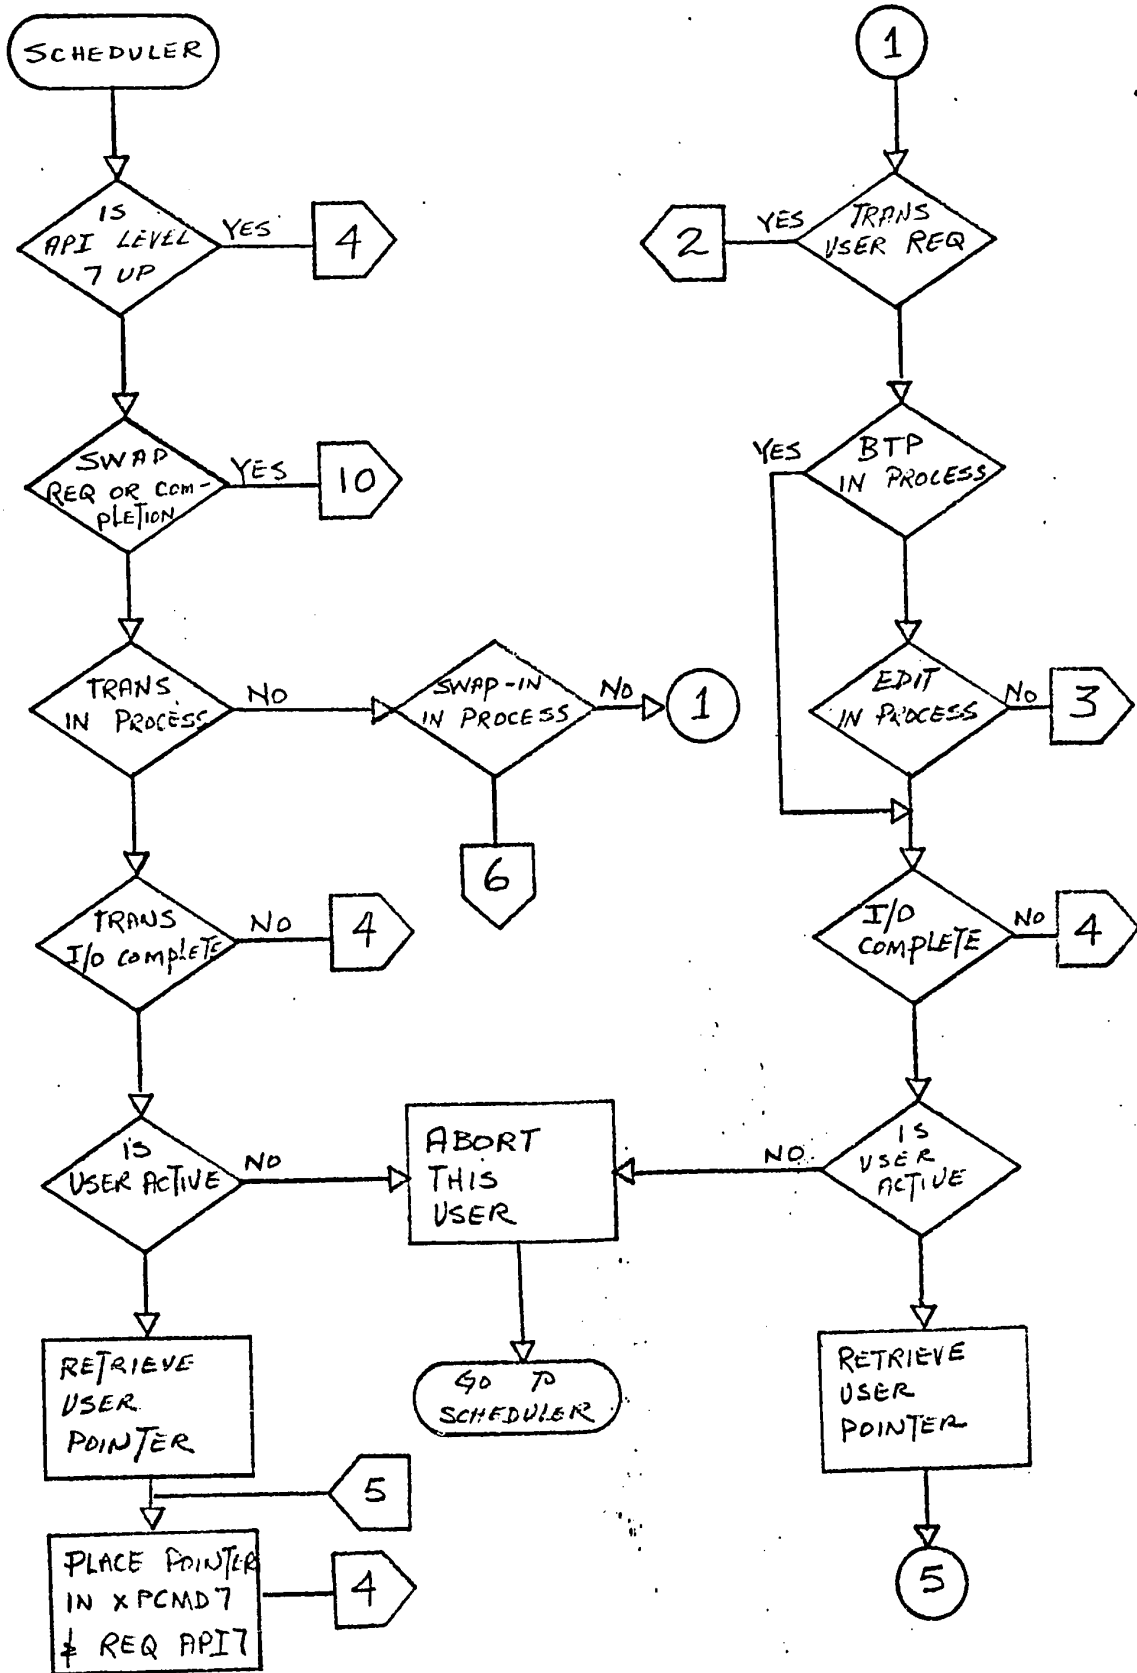 SCHEDULER
IS
API LEVEL
7 UP
YES
4
SWAP
REQ OR COM-
PLETION
YES
10
TRANS
IN PROCESS
NO
SWAP-IN
IN PROCESS
NO
1
6
TRANS
I/O COMPLETE
NO
4
IS
USER ACTIVE
NO
ABORT
THIS
USER
GO TO
SCHEDULER
RETRIEVE
USER
POINTER
5
PLACE POINTER
IN XPCMD7
& REQ API7
4
1
TRANS
USER REQ
YES
2
BTP
IN PROCESS
YES
EDIT
IN PROCESS
NO
3
I/O
COMPLETE
NO
4
IS
USER
ACTIVE
NO
RETRIEVE
USER
POINTER
5